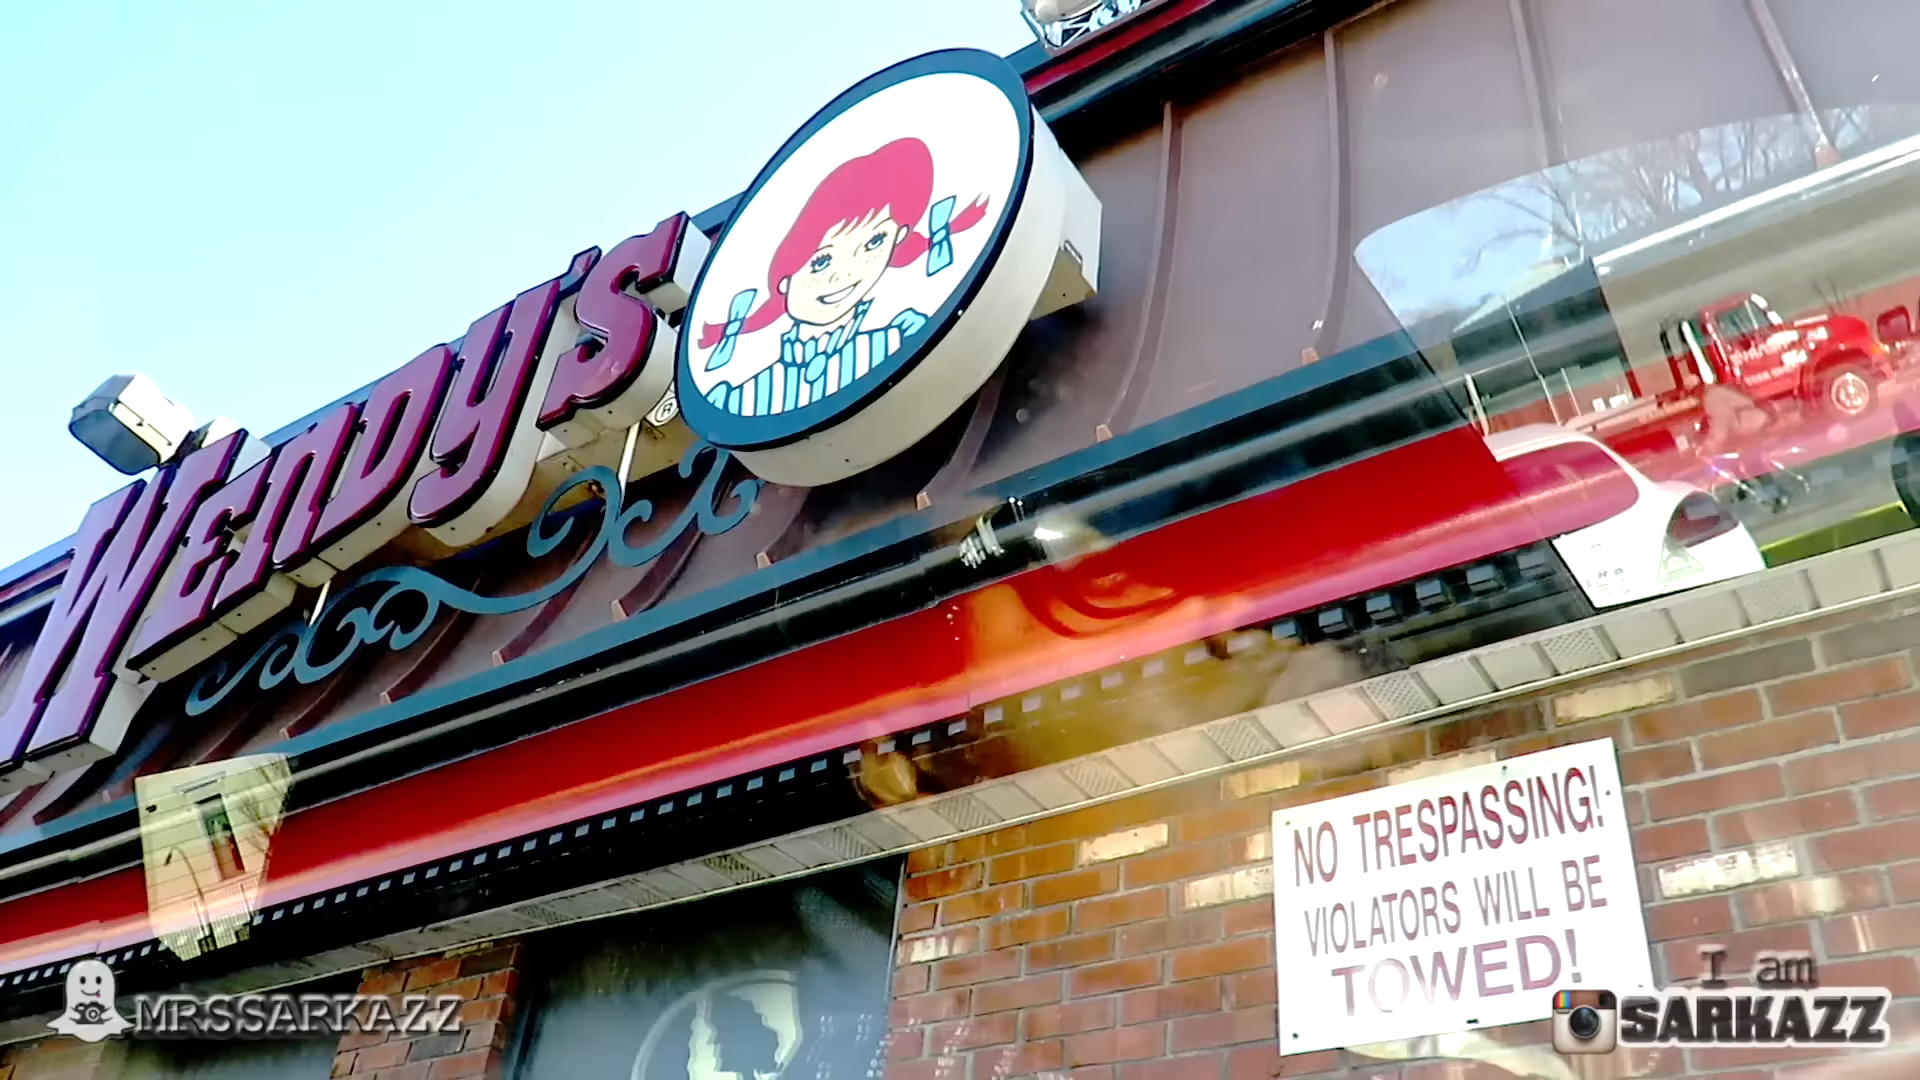 Wendy's
®
NO TRESPASSING!
VIOLATORS WILL BE
TOWED!
MRSSARKAZZ
I am
SARKAZZ